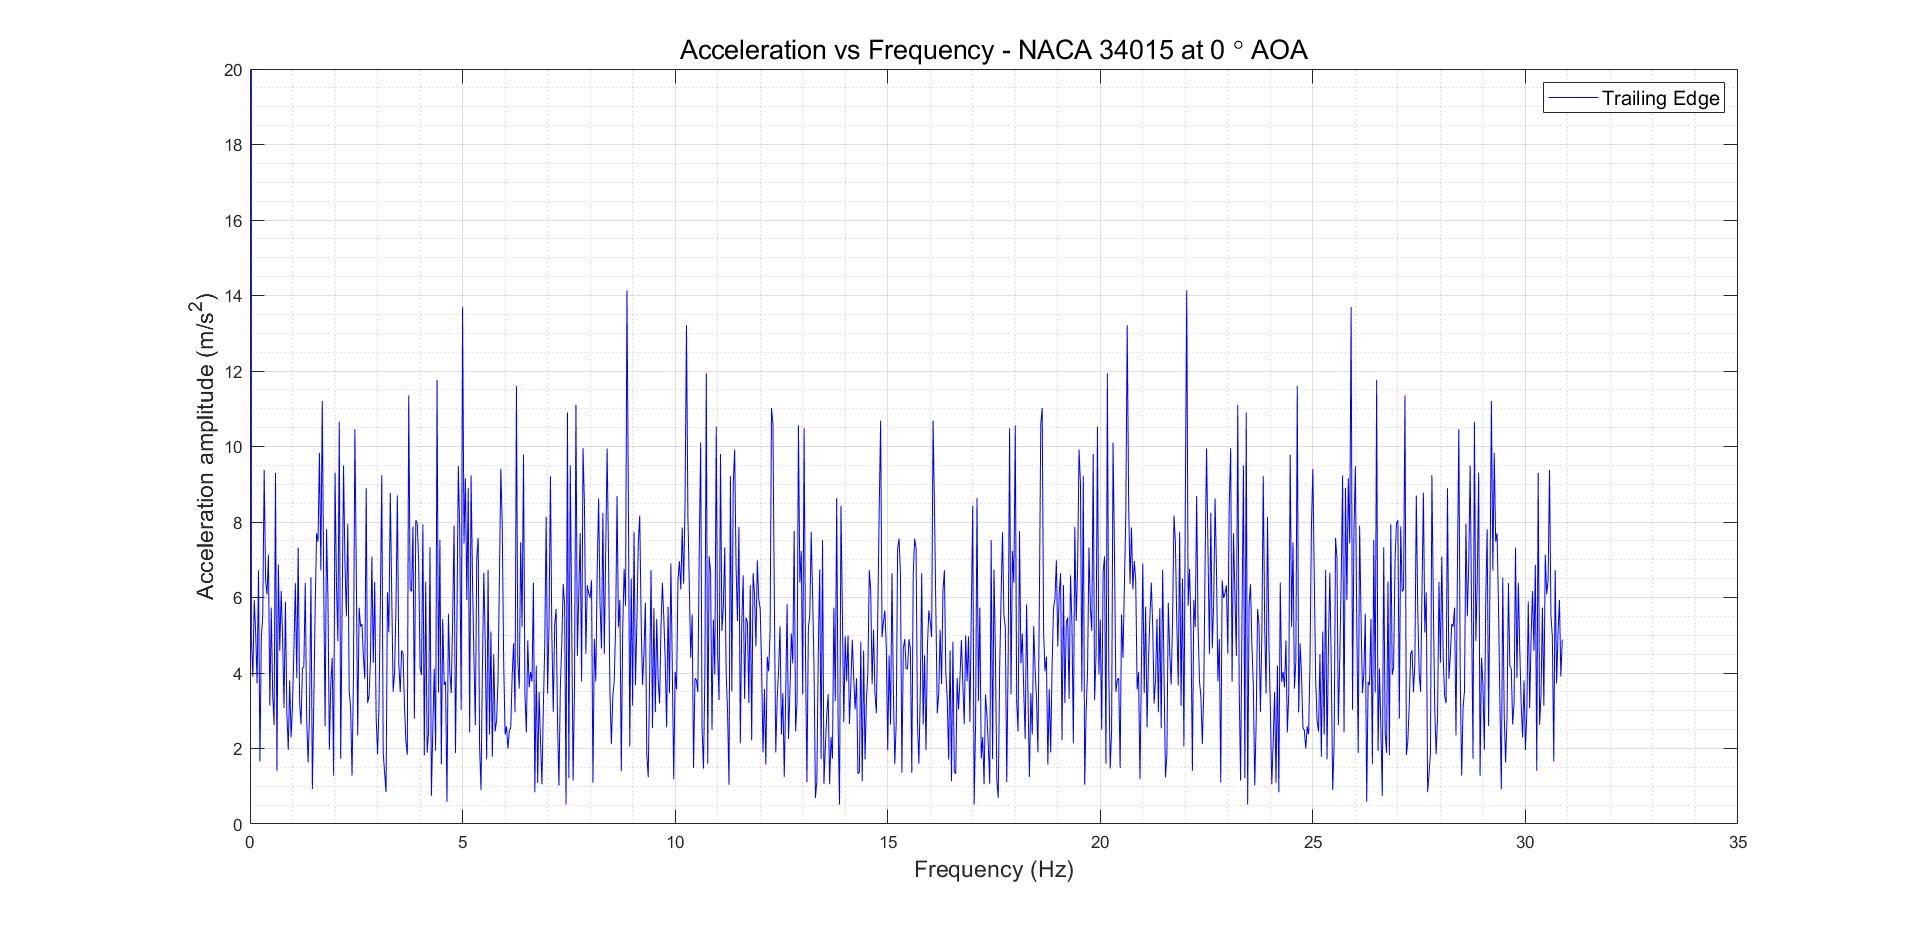 Acceleration vs Frequency - NACA 34015 at 0 ° AOA
Trailing Edge
Acceleration amplitude (m/s²)
20
18
16
14
12
10
8
6
4
2
0
0 5 10 15 20 25 30 35
Frequency (Hz)